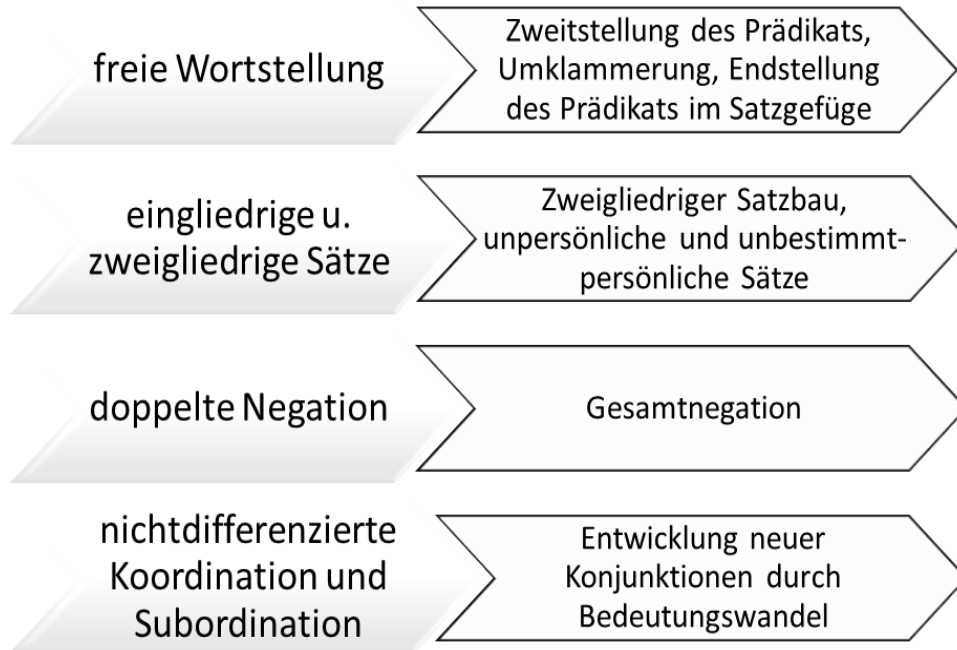 freie Wortstellung
Zweitstellung des Prädikats,
Umklammerung, Endstellung
des Prädikats im Satzgefüge
eingliedrige u.
zweigliedrige Sätze
Zweigliedriger Satzbau,
unpersönliche und unbestimmt-
persönliche Sätze
doppelte Negation
Gesamtnegation
nichtdifferenzierte
Koordination und
Subordination
Entwicklung neuer
Konjunktionen durch
Bedeutungswandel